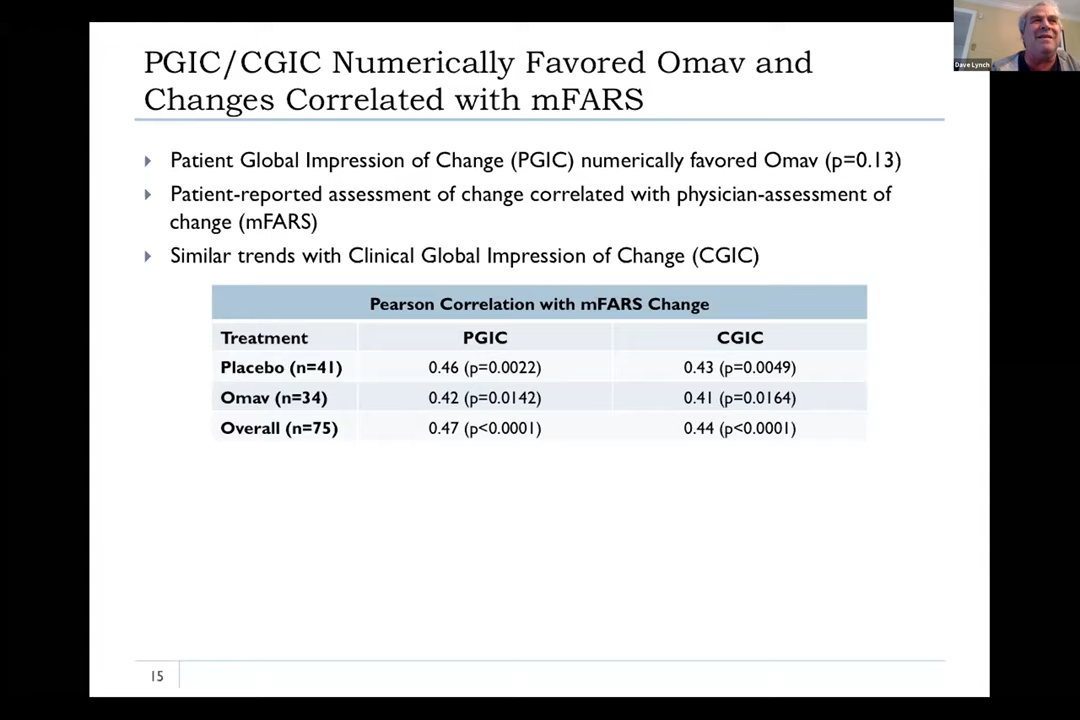 PGIC/CGIC Numerically Favored Omav and
Changes Correlated with mFARS
Dave Lynch
Patient Global Impression of Change (PGIC) numerically favored Omav (p=0.13)
Patient-reported assessment of change correlated with physician-assessment of
change (mFARS)
Similar trends with Clinical Global Impression of Change (CGIC)
Pearson Correlation with mFARS Change
Treatment PGIC CGIC
Placebo (n=41) 0.46 (p=0.0022) 0.43 (p=0.0049)
Omav (n=34) 0.42 (p=0.0142) 0.41 (p=0.0164)
Overall (n=75) 0.47 (p<0.0001) 0.44 (p<0.0001)
15